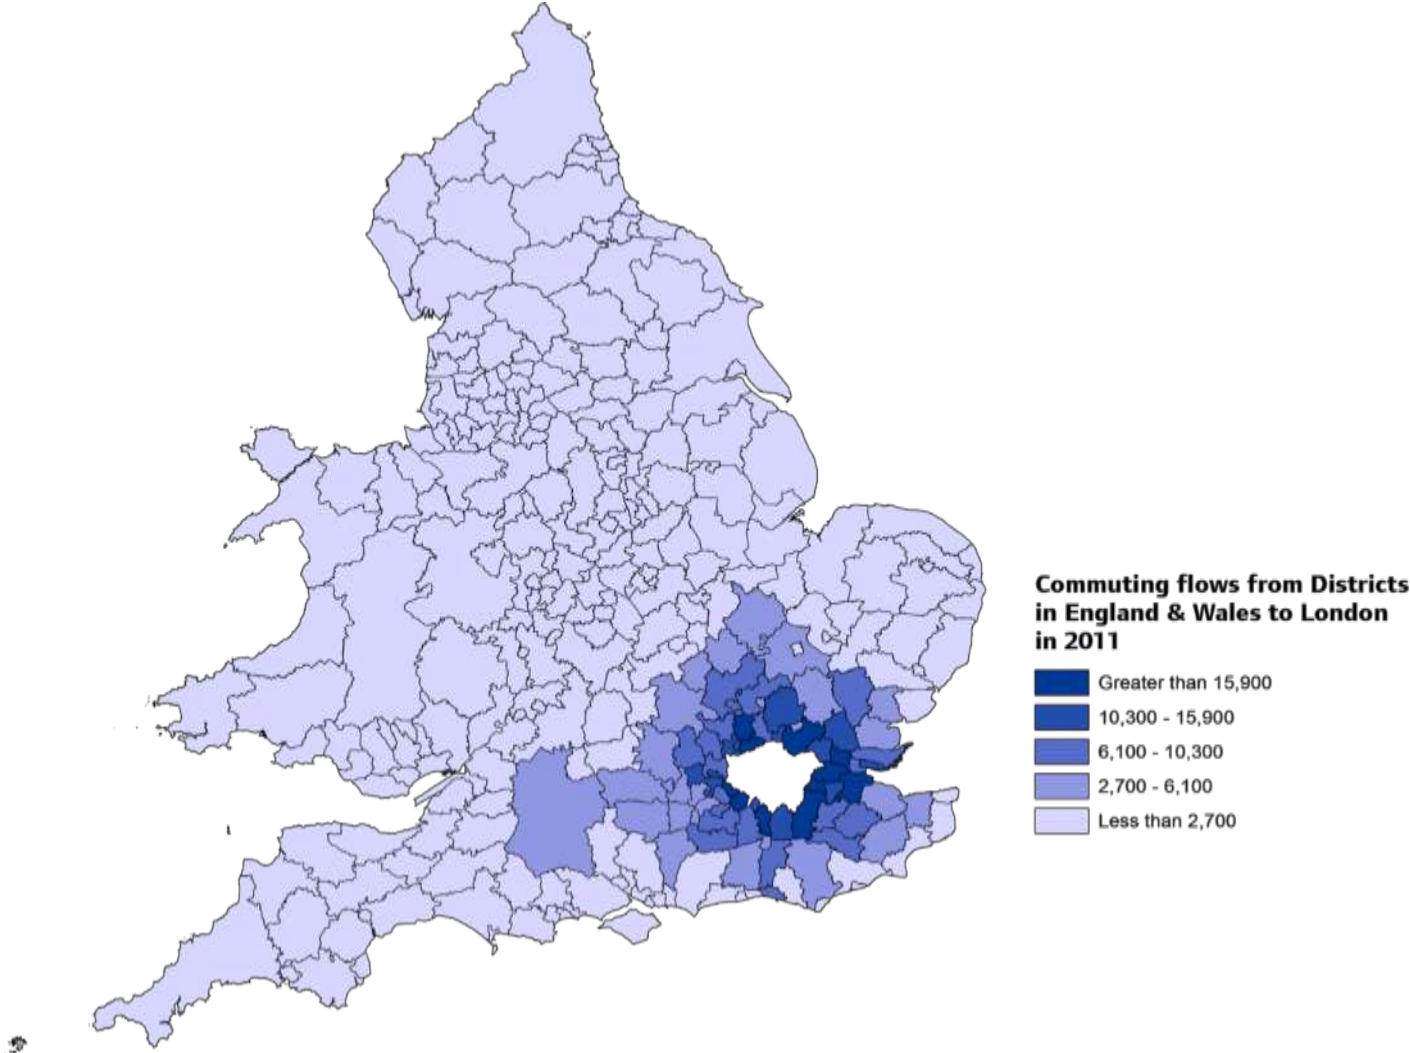 Commuting flows from Districts
in England & Wales to London
in 2011
Greater than 15,900
10,300 - 15,900
6,100 - 10,300
2,700 - 6,100
Less than 2,700